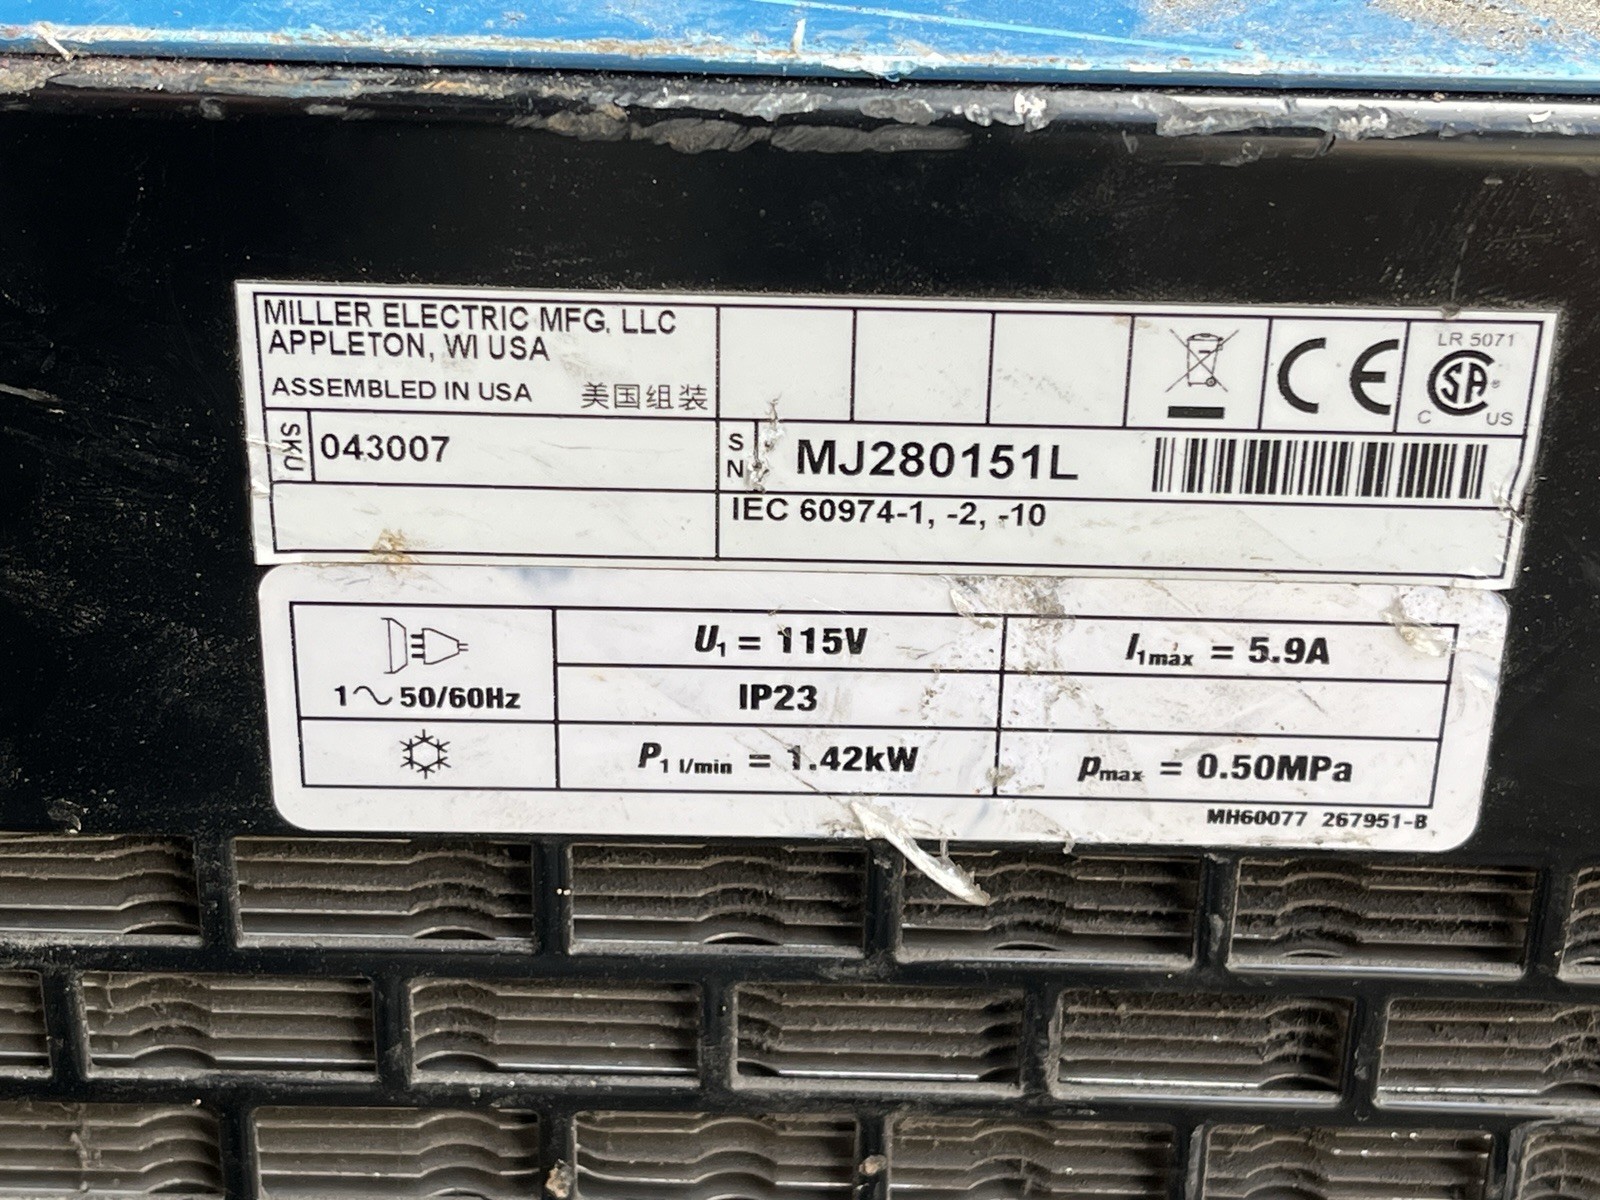 MILLER ELECTRIC MFG, LLC
APPLETON, WI USA
ASSEMBLED IN USA 美国组装
CE
LR 5071
SA
C US
SKU 043007
SN MJ280151L
IEC 60974-1, -2, -10
U1 = 115V
I1max = 5.9A
1~50/60Hz
IP23
P1 l/min = 1.42kW
pmax = 0.50MPa
MH60077 267951-B